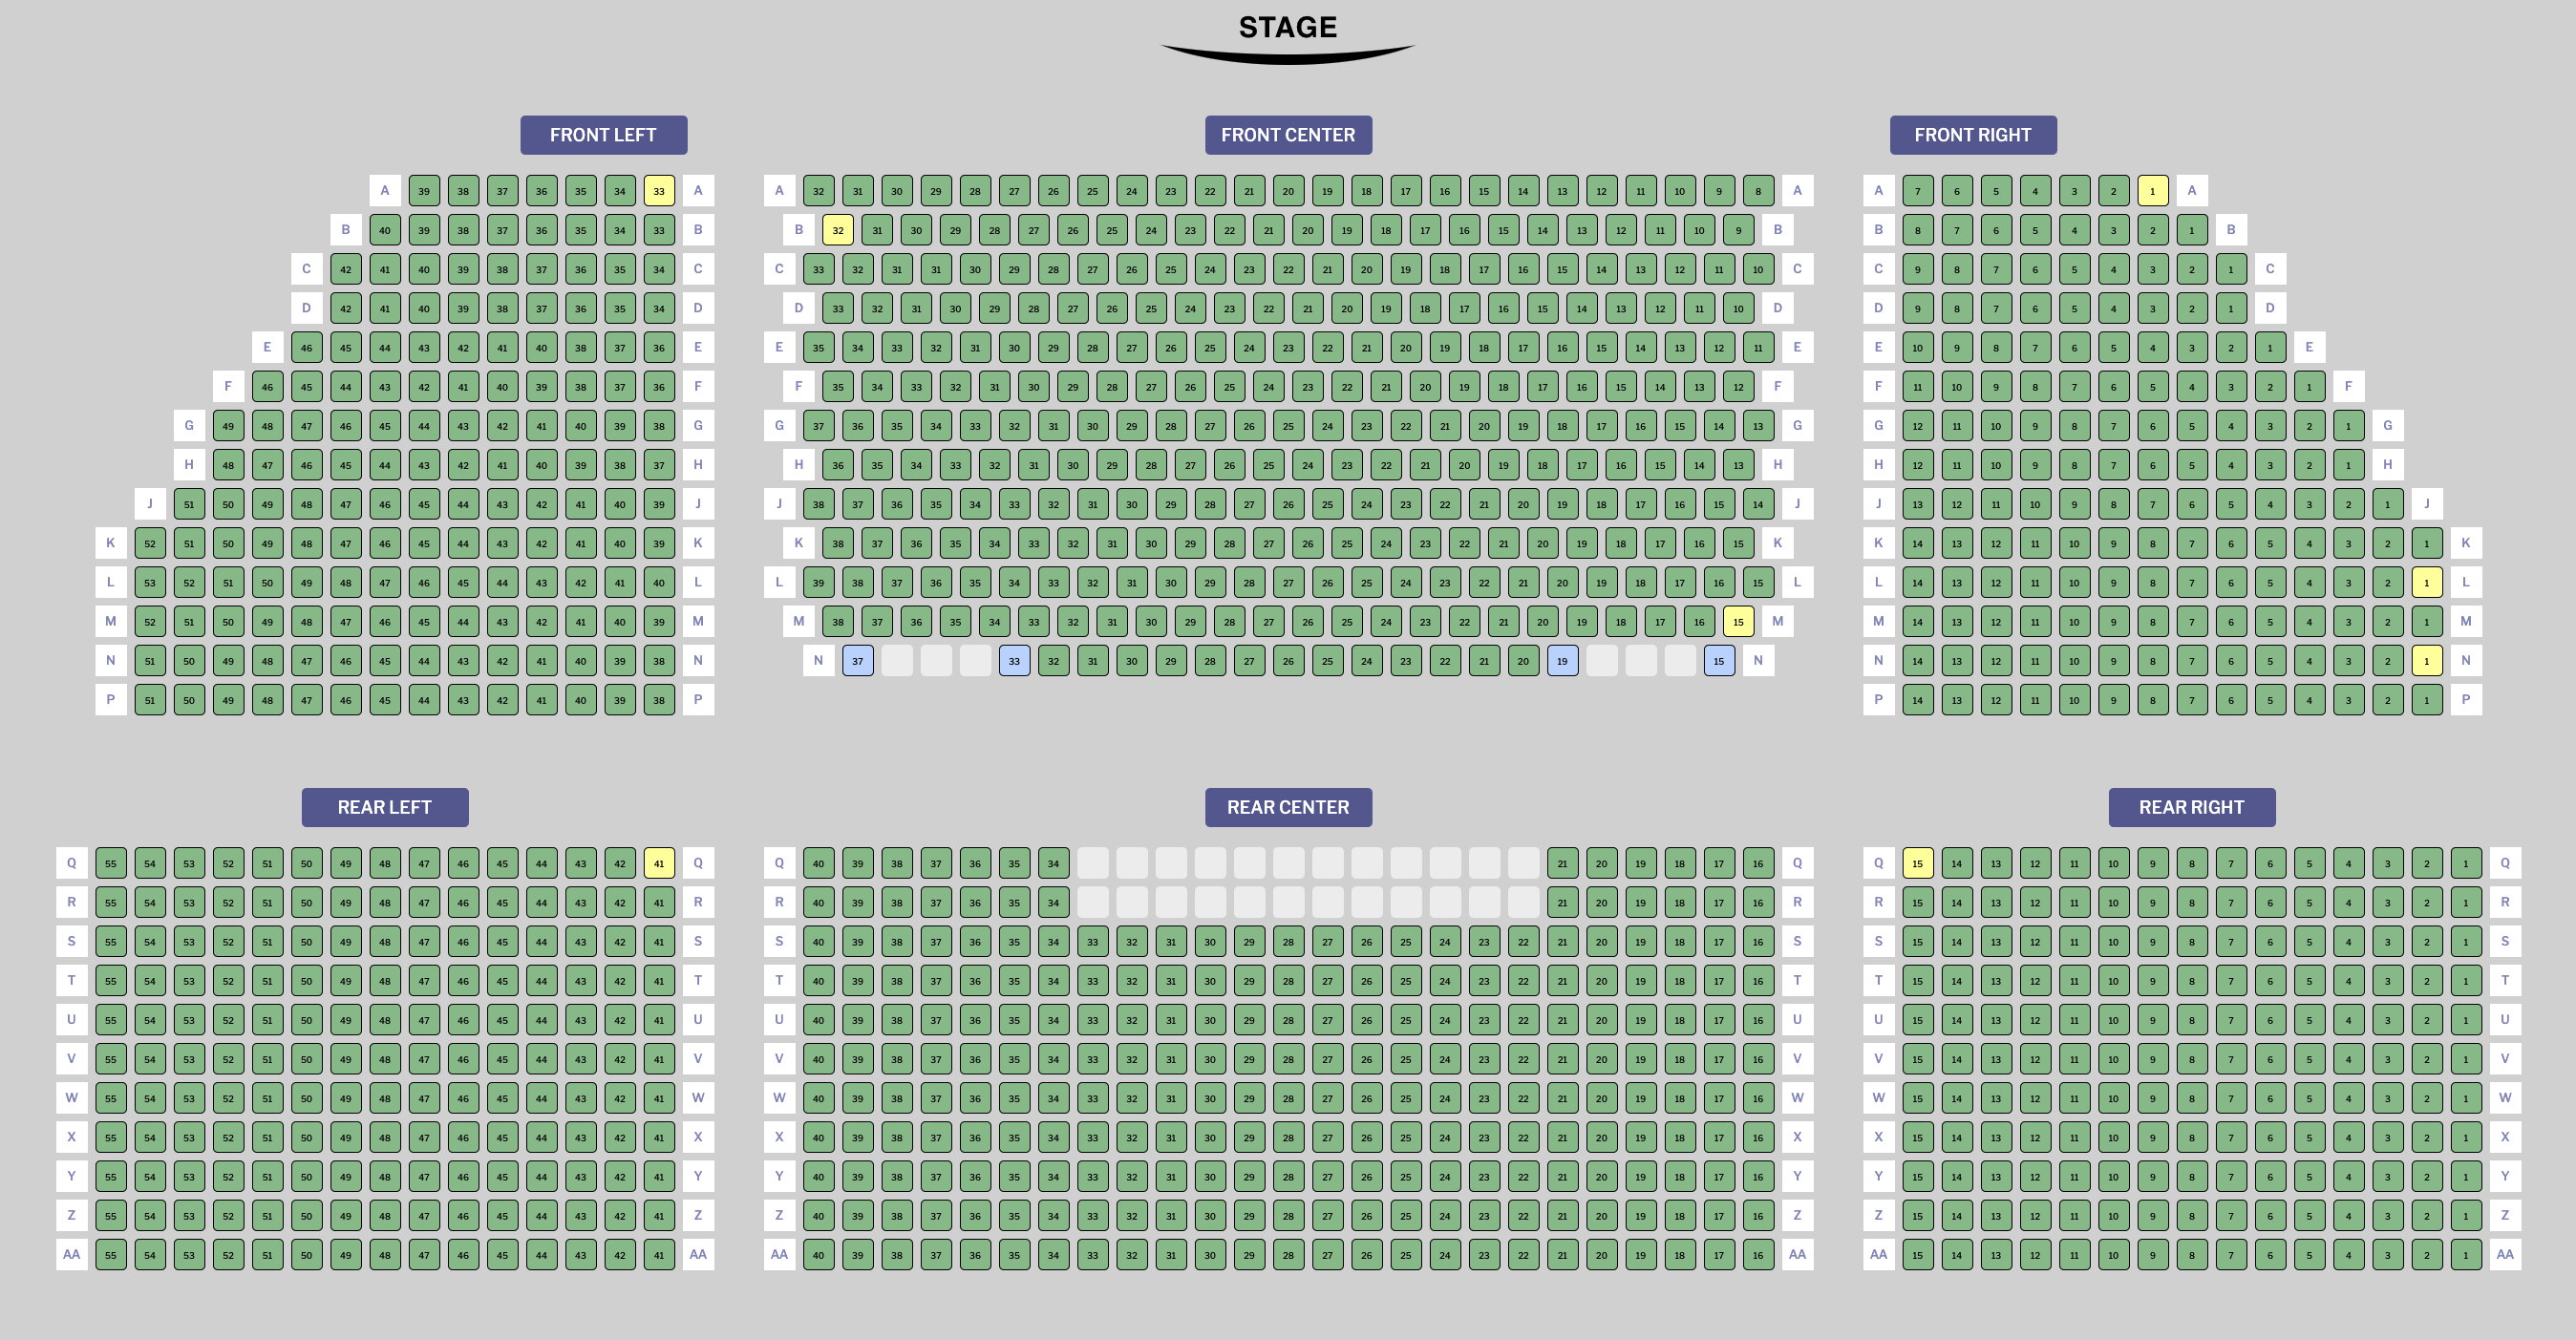 STAGE
FRONT LEFT FRONT CENTER FRONT RIGHT
A 39 38 37 36 35 34 33 A A 32 31 30 29 28 27 26 25 24 23 22 21 20 19 18 17 16 15 14 13 12 11 10 9 8 A A 7 6 5 4 3 2 1 A
B 40 39 38 37 36 35 34 33 B B 32 31 30 29 28 27 26 25 24 23 22 21 20 19 18 17 16 15 14 13 12 11 10 9 B B 8 7 6 5 4 3 2 1 B
C 42 41 40 39 38 37 36 35 34 C C 33 32 31 31 30 29 28 27 26 25 24 23 22 21 20 19 18 17 16 15 14 13 12 11 10 C C 9 8 7 6 5 4 3 2 1 C
D 42 41 40 39 38 37 36 35 34 D D 33 32 31 30 29 28 27 26 25 24 23 22 21 20 19 18 17 16 15 14 13 12 11 10 D D 9 8 7 6 5 4 3 2 1 D
E 46 45 44 43 42 41 40 38 37 36 E E 35 34 33 32 31 30 29 28 27 26 25 24 23 22 21 20 19 18 17 16 15 14 13 12 11 E E 10 9 8 7 6 5 4 3 2 1 E
F 46 45 44 43 42 41 40 39 38 37 36 F F 35 34 33 32 31 30 29 28 27 26 25 24 23 22 21 20 19 18 17 16 15 14 13 12 F F 11 10 9 8 7 6 5 4 3 2 1 F
G 49 48 47 46 45 44 43 42 41 40 39 38 G G 37 36 35 34 33 32 31 30 29 28 27 26 25 24 23 22 21 20 19 18 17 16 15 14 13 G G 12 11 10 9 8 7 6 5 4 3 2 1 G
H 48 47 46 45 44 43 42 41 40 39 38 37 H H 36 35 34 33 32 31 30 29 28 27 26 25 24 23 22 21 20 19 18 17 16 15 14 13 H H 12 11 10 9 8 7 6 5 4 3 2 1 H
J 51 50 49 48 47 46 45 44 43 42 41 40 39 J J 38 37 36 35 34 33 32 31 30 29 28 27 26 25 24 23 22 21 20 19 18 17 16 15 14 J J 13 12 11 10 9 8 7 6 5 4 3 2 1 J
K 52 51 50 49 48 47 46 45 44 43 42 41 40 39 K K 38 37 36 35 34 33 32 31 30 29 28 27 26 25 24 23 22 21 20 19 18 17 16 15 K K 14 13 12 11 10 9 8 7 6 5 4 3 2 1 K
L 53 52 51 50 49 48 47 46 45 44 43 42 41 40 L L 39 38 37 36 35 34 33 32 31 30 29 28 27 26 25 24 23 22 21 20 19 18 17 16 15 L L 14 13 12 11 10 9 8 7 6 5 4 3 2 1 L
M 52 51 50 49 48 47 46 45 44 43 42 41 40 39 M M 38 37 36 35 34 33 32 31 30 29 28 27 26 25 24 23 22 21 20 19 18 17 16 15 M M 14 13 12 11 10 9 8 7 6 5 4 3 2 1 M
N 51 50 49 48 47 46 45 44 43 42 41 40 39 38 N N 37 33 32 31 30 29 28 27 26 25 24 23 22 21 20 19 15 N N 14 13 12 11 10 9 8 7 6 5 4 3 2 1 N
P 51 50 49 48 47 46 45 44 43 42 41 40 39 38 P P 14 13 12 11 10 9 8 7 6 5 4 3 2 1 P
REAR LEFT REAR CENTER REAR RIGHT
Q 55 54 53 52 51 50 49 48 47 46 45 44 43 42 41 Q Q 40 39 38 37 36 35 34 21 20 19 18 17 16 Q Q 15 14 13 12 11 10 9 8 7 6 5 4 3 2 1 Q
R 55 54 53 52 51 50 49 48 47 46 45 44 43 42 41 R R 40 39 38 37 36 35 34 21 20 19 18 17 16 R R 15 14 13 12 11 10 9 8 7 6 5 4 3 2 1 R
S 55 54 53 52 51 50 49 48 47 46 45 44 43 42 41 S S 40 39 38 37 36 35 34 33 32 31 30 29 28 27 26 25 24 23 22 21 20 19 18 17 16 S S 15 14 13 12 11 10 9 8 7 6 5 4 3 2 1 S
T 55 54 53 52 51 50 49 48 47 46 45 44 43 42 41 T T 40 39 38 37 36 35 34 33 32 31 30 29 28 27 26 25 24 23 22 21 20 19 18 17 16 T T 15 14 13 12 11 10 9 8 7 6 5 4 3 2 1 T
U 55 54 53 52 51 50 49 48 47 46 45 44 43 42 41 U U 40 39 38 37 36 35 34 33 32 31 30 29 28 27 26 25 24 23 22 21 20 19 18 17 16 U U 15 14 13 12 11 10 9 8 7 6 5 4 3 2 1 U
V 55 54 53 52 51 50 49 48 47 46 45 44 43 42 41 V V 40 39 38 37 36 35 34 33 32 31 30 29 28 27 26 25 24 23 22 21 20 19 18 17 16 V V 15 14 13 12 11 10 9 8 7 6 5 4 3 2 1 V
W 55 54 53 52 51 50 49 48 47 46 45 44 43 42 41 W W 40 39 38 37 36 35 34 33 32 31 30 29 28 27 26 25 24 23 22 21 20 19 18 17 16 W W 15 14 13 12 11 10 9 8 7 6 5 4 3 2 1 W
X 55 54 53 52 51 50 49 48 47 46 45 44 43 42 41 X X 40 39 38 37 36 35 34 33 32 31 30 29 28 27 26 25 24 23 22 21 20 19 18 17 16 X X 15 14 13 12 11 10 9 8 7 6 5 4 3 2 1 X
Y 55 54 53 52 51 50 49 48 47 46 45 44 43 42 41 Y Y 40 39 38 37 36 35 34 33 32 31 30 29 28 27 26 25 24 23 22 21 20 19 18 17 16 Y Y 15 14 13 12 11 10 9 8 7 6 5 4 3 2 1 Y
Z 55 54 53 52 51 50 49 48 47 46 45 44 43 42 41 Z Z 40 39 38 37 36 35 34 33 32 31 30 29 28 27 26 25 24 23 22 21 20 19 18 17 16 Z Z 15 14 13 12 11 10 9 8 7 6 5 4 3 2 1 Z
AA 55 54 53 52 51 50 49 48 47 46 45 44 43 42 41 AA AA 40 39 38 37 36 35 34 33 32 31 30 29 28 27 26 25 24 23 22 21 20 19 18 17 16 AA AA 15 14 13 12 11 10 9 8 7 6 5 4 3 2 1 AA